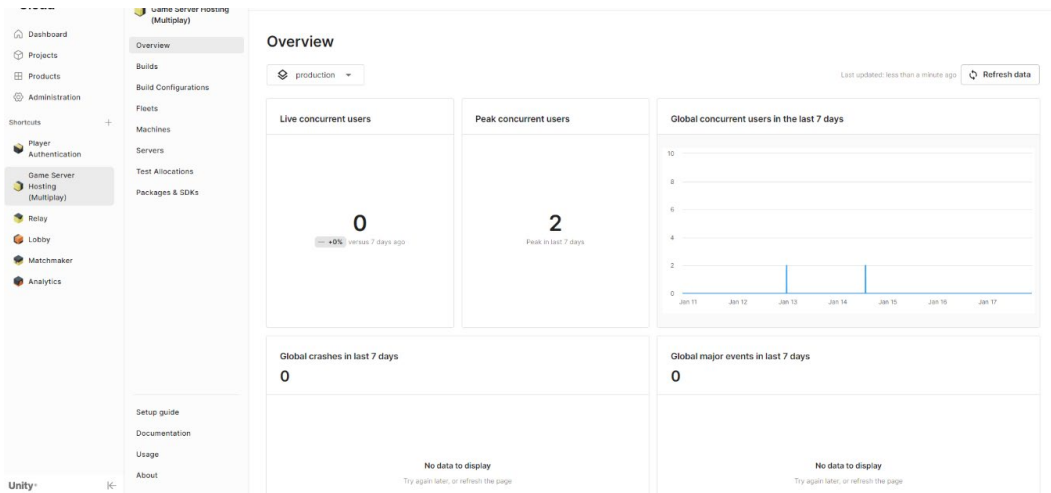 Game Server Hosting
(Multiplay)
Dashboard
Projects
Products
Administration
Shortcuts
Player
Authentication
Game Server
Hosting
(Multiplay)
Relay
Lobby
Matchmaker
Analytics
Unity
Overview
Builds
Build Configurations
Fleets
Machines
Servers
Test Allocations
Packages & SDKs
Setup guide
Documentation
Usage
About
Overview
production
Last updated: less than a minute ago
Refresh data
Live concurrent users
0
— +0% versus 7 days ago
Peak concurrent users
2
Peak in last 7 days
Global concurrent users in the last 7 days
10
8
6
4
2
0
Jan 11 Jan 12 Jan 13 Jan 14 Jan 15 Jan 16 Jan 17
Global crashes in last 7 days
0
No data to display
Try again later, or refresh the page
Global major events in last 7 days
0
No data to display
Try again later, or refresh the page